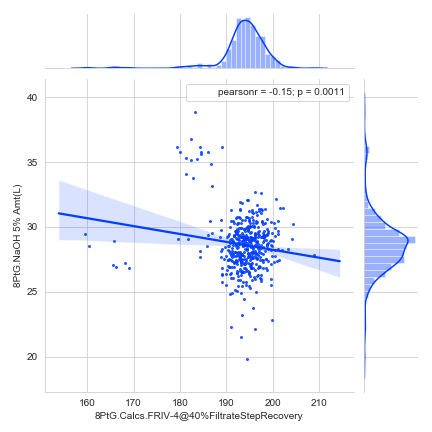 pearsonr = -0.15; p = 0.0011
40
35
30
25
20
8PtG.NaOH 5% Amt(L)
160 170 180 190 200 210
8PtG.Calcs.FRIV-4@40%FiltrateStepRecovery